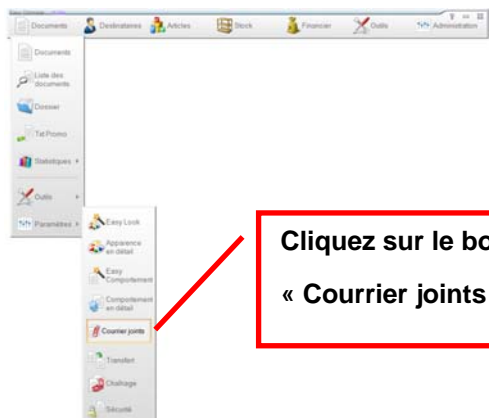 Documents Destinataires Articles Stock Financier Outils Administration
Documents
Liste des
documents
Dossier
Txt Promo
Statistiques
Outils
Paramètres
Easy Look
Apparence
en détail
Easy
Comportement
Comportement
en détail
Courrier joints
Transfert
Chaînage
Sécurité
Cliquez sur le bo
« Courrier joints